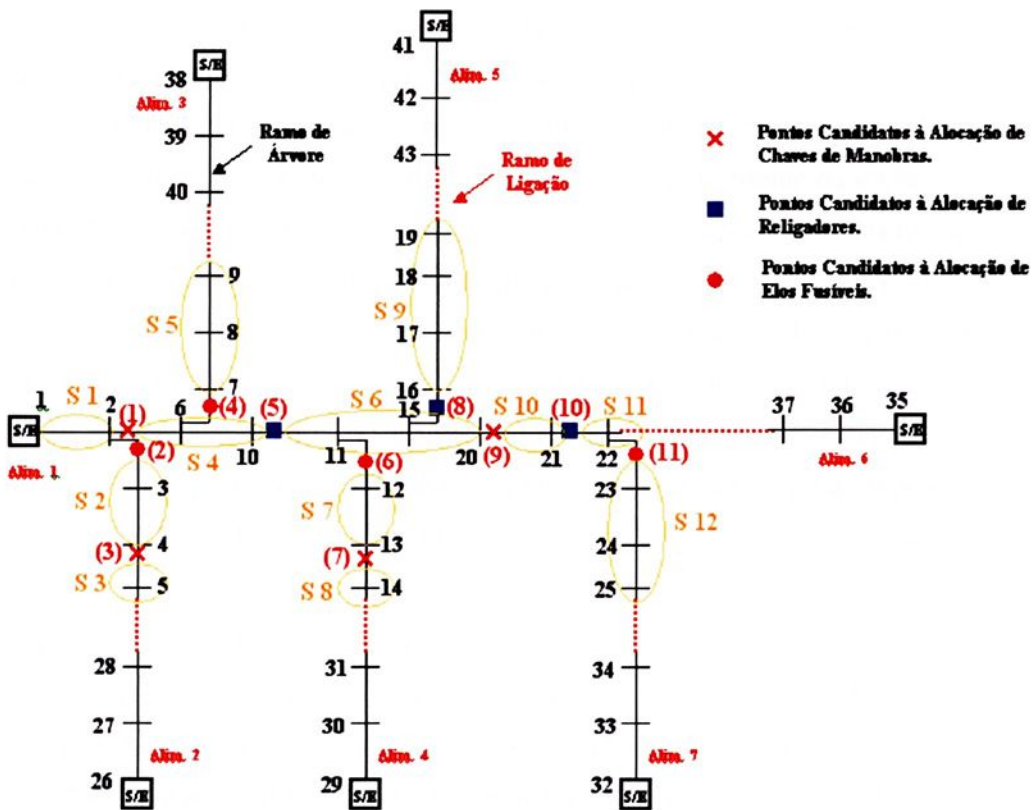 S/E
41
Alim. 5
42
43
S/E
38
Alim. 3
39
40
Ramo de
Árvore
Ramo de
Ligação
Pontos Candidatos à Alocação de
Chaves de Manobras.
Pontos Candidatos à Alocação de
Religadores.
Pontos Candidatos à Alocação de
Elos Fusíveis.
19
18
S 9
17
16
9
S 5
8
7
S 1
1
2
(1)
6
(4)
(5)
S 6
15
(8)
S 10
(10)
S 11
37
36
35
S/E
S/E
Alim. 1
(2)
S 4
10
11
(6)
20
(9)
21
22
(11)
Alim. 6
3
S 2
4
(3)
S 3
5
12
S 7
13
(7)
S 8
14
23
S 12
24
25
28
27
26
Alim. 2
S/E
31
30
29
Alim. 4
S/E
34
33
32
Alim. 7
S/E